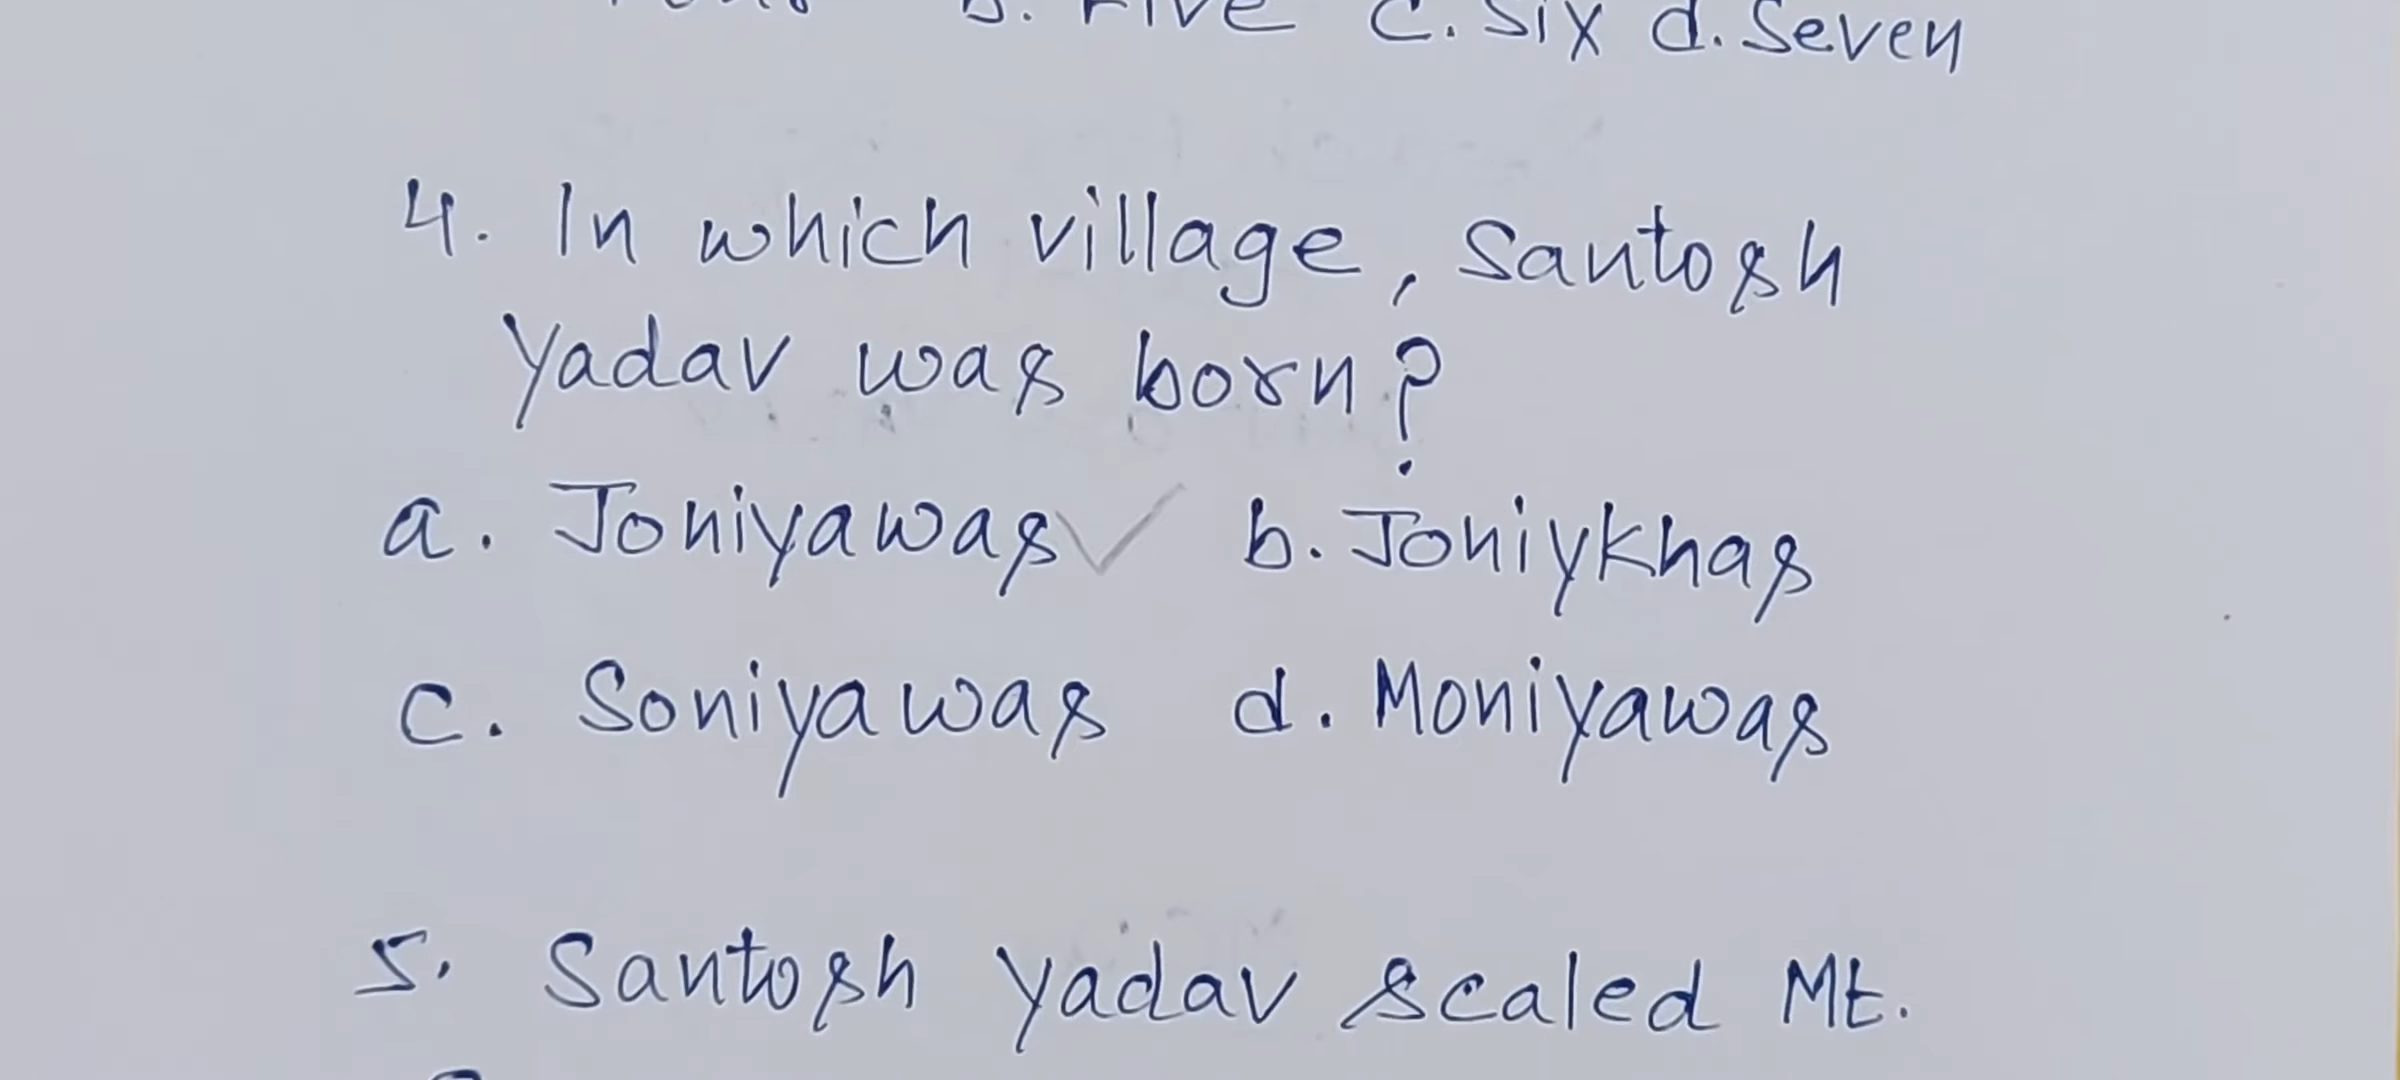 b. Five c. Six d. Seven
4. In which village, Santosh
Yadav was born?
a. Joniyawas✓ b. Joniykhas
c. Soniyawas d. Moniyawas
5. Santosh Yadav scaled Mt.